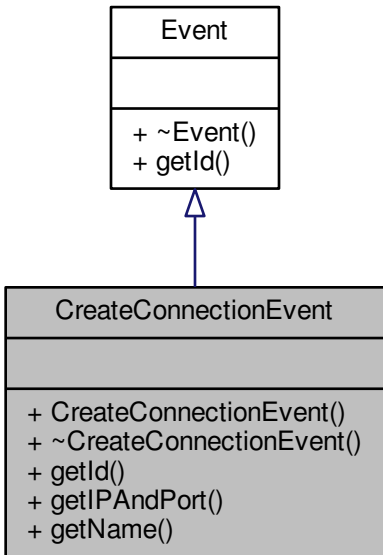 Event
+ ~Event()
+ getId()
CreateConnectionEvent
+ CreateConnectionEvent()
+ ~CreateConnectionEvent()
+ getId()
+ getIPAndPort()
+ getName()